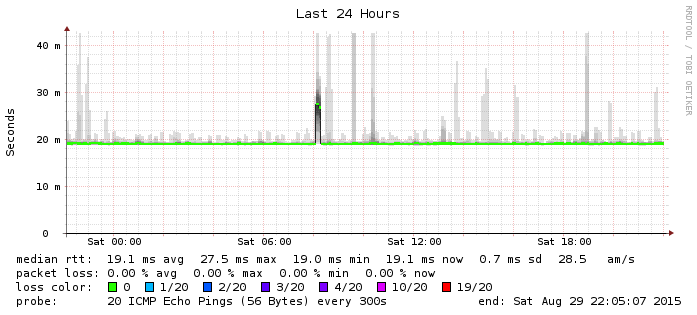 Last 24 Hours
RRDTOOL / TOBI OETIKER
Seconds
40 m
30 m
20 m
10 m
0
Sat 00:00 Sat 06:00 Sat 12:00 Sat 18:00
median rtt: 19.1 ms avg 27.5 ms max 19.0 ms min 19.1 ms now 0.7 ms sd 28.5 am/s
packet loss: 0.00 % avg 0.00 % max 0.00 % min 0.00 % now
loss color: 0 1/20 2/20 3/20 4/20 10/20 19/20
probe: 20 ICMP Echo Pings (56 Bytes) every 300s end: Sat Aug 29 22:05:07 2015